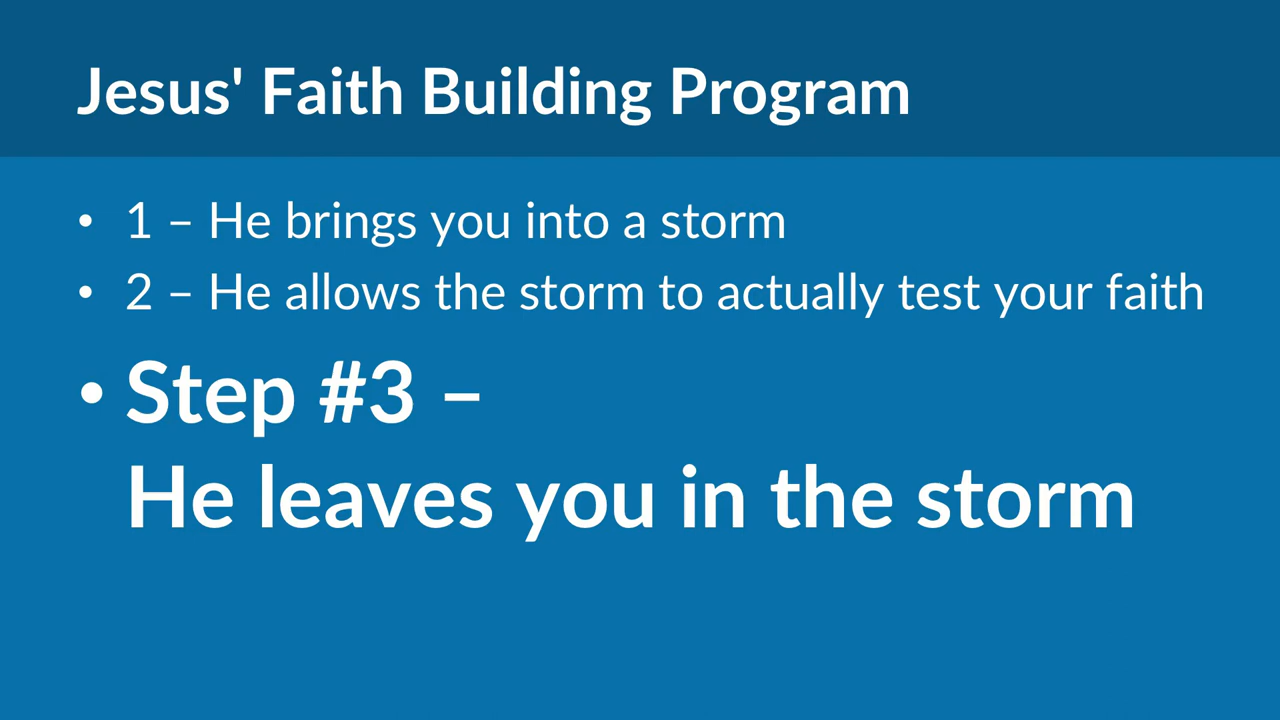 Jesus' Faith Building Program
• 1 – He brings you into a storm
• 2 – He allows the storm to actually test your faith
• Step #3 –
He leaves you in the storm